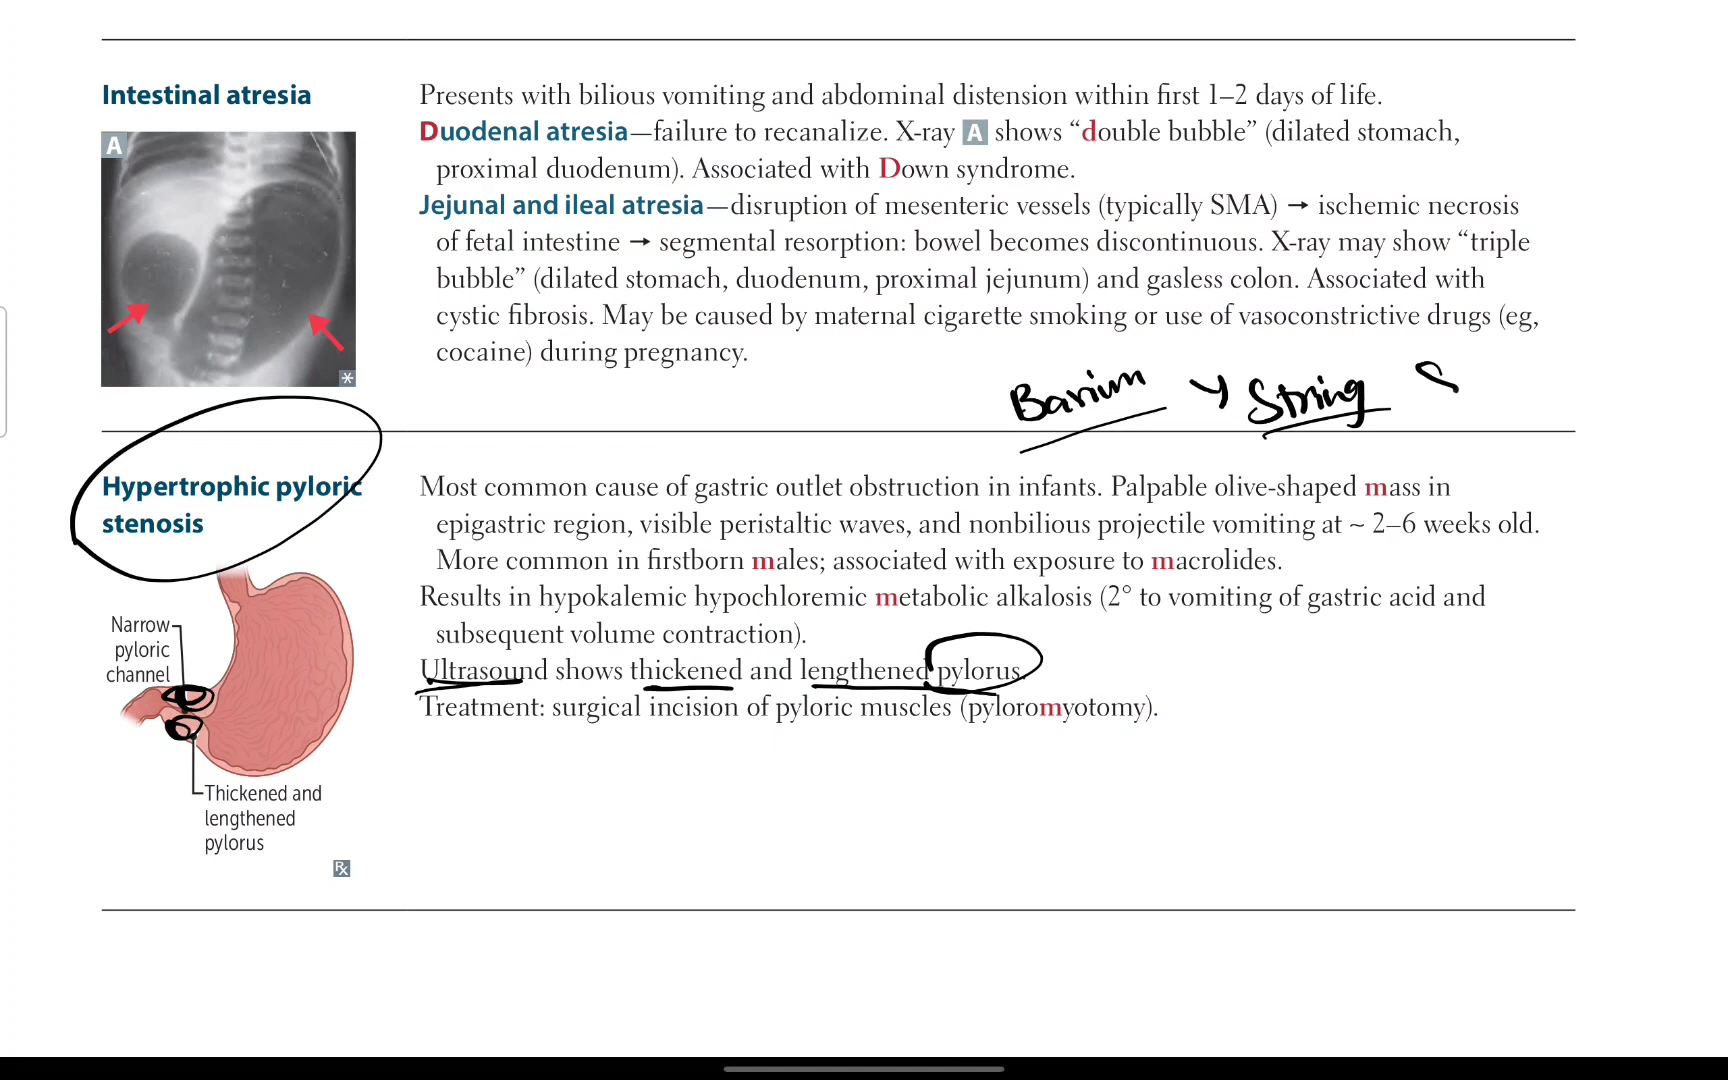 Intestinal atresia
A
Presents with bilious vomiting and abdominal distension within first 1–2 days of life.
Duodenal atresia—failure to recanalize. X-ray A shows “double bubble” (dilated stomach,
proximal duodenum). Associated with Down syndrome.
Jejunal and ileal atresia—disruption of mesenteric vessels (typically SMA) → ischemic necrosis
of fetal intestine → segmental resorption: bowel becomes discontinuous. X-ray may show “triple
bubble” (dilated stomach, duodenum, proximal jejunum) and gasless colon. Associated with
cystic fibrosis. May be caused by maternal cigarette smoking or use of vasoconstrictive drugs (eg,
cocaine) during pregnancy.
Barium → String S
Hypertrophic pyloric
stenosis
Most common cause of gastric outlet obstruction in infants. Palpable olive-shaped mass in
epigastric region, visible peristaltic waves, and nonbilious projectile vomiting at ~ 2–6 weeks old.
More common in firstborn males; associated with exposure to macrolides.
Results in hypokalemic hypochloremic metabolic alkalosis (2° to vomiting of gastric acid and
subsequent volume contraction).
Ultrasound shows thickened and lengthened pylorus.
Treatment: surgical incision of pyloric muscles (pyloromyotomy).
Narrow
pyloric
channel
Thickened and
lengthened
pylorus
Rx